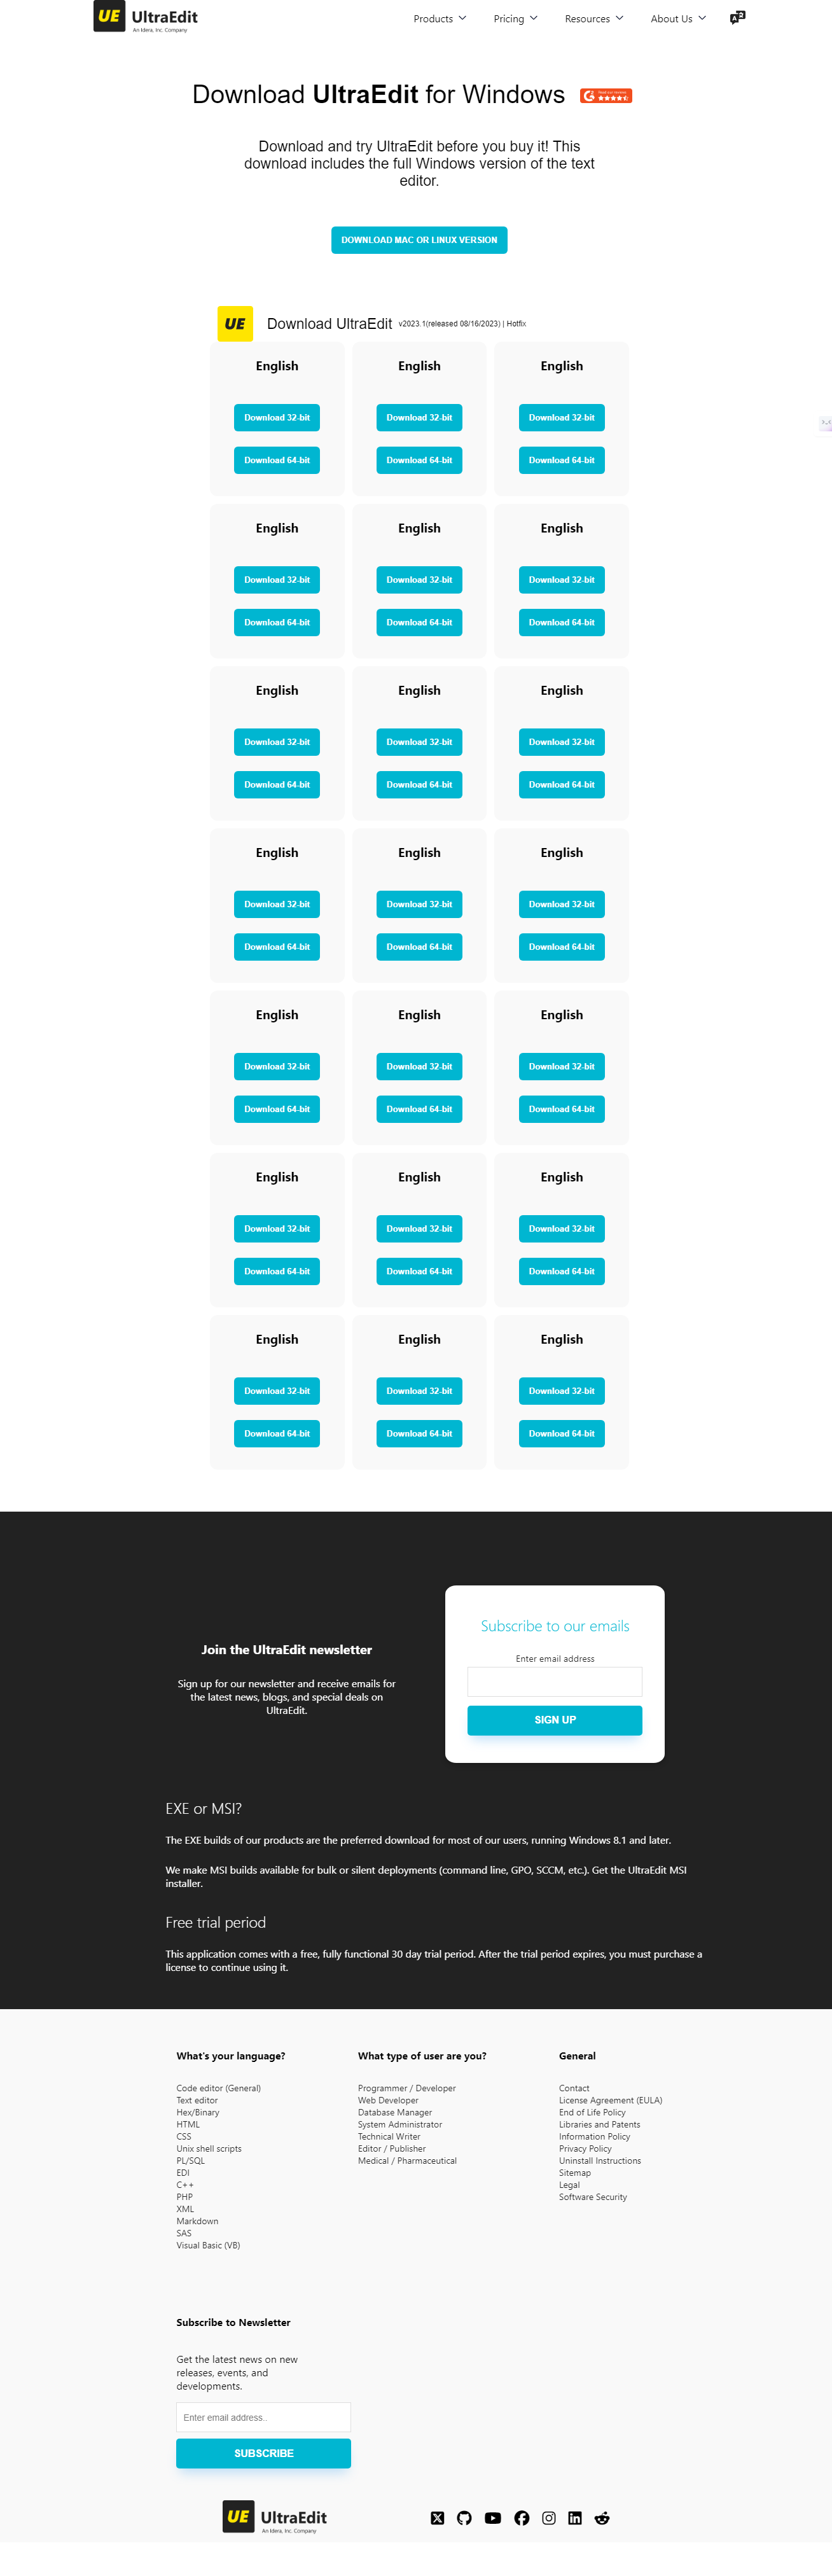 UE UltraEdit
An Idera, Inc. Company
Products Pricing Resources About Us
Download UltraEdit for Windows
Download and try UltraEdit before you buy it! This
download includes the full Windows version of the text
editor.
DOWNLOAD MAC OR LINUX VERSION
UE Download UltraEdit v2023.1(released 08/16/2023) | Hotfix
English English English
Download 32-bit Download 32-bit Download 32-bit
Download 64-bit Download 64-bit Download 64-bit
English English English
Download 32-bit Download 32-bit Download 32-bit
Download 64-bit Download 64-bit Download 64-bit
English English English
Download 32-bit Download 32-bit Download 32-bit
Download 64-bit Download 64-bit Download 64-bit
English English English
Download 32-bit Download 32-bit Download 32-bit
Download 64-bit Download 64-bit Download 64-bit
English English English
Download 32-bit Download 32-bit Download 32-bit
Download 64-bit Download 64-bit Download 64-bit
English English English
Download 32-bit Download 32-bit Download 32-bit
Download 64-bit Download 64-bit Download 64-bit
English English English
Download 32-bit Download 32-bit Download 32-bit
Download 64-bit Download 64-bit Download 64-bit
Join the UltraEdit newsletter
Sign up for our newsletter and receive emails for
the latest news, blogs, and special deals on
UltraEdit.
Subscribe to our emails
Enter email address
SIGN UP
EXE or MSI?
The EXE builds of our products are the preferred download for most of our users, running Windows 8.1 and later.
We make MSI builds available for bulk or silent deployments (command line, GPO, SCCM, etc.). Get the UltraEdit MSI
installer.
Free trial period
This application comes with a free, fully functional 30 day trial period. After the trial period expires, you must purchase a
license to continue using it.
What's your language?
Code editor (General)
Text editor
Hex/Binary
HTML
CSS
Unix shell scripts
PL/SQL
EDI
C++
PHP
XML
Markdown
SAS
Visual Basic (VB)
What type of user are you?
Programmer / Developer
Web Developer
Database Manager
System Administrator
Technical Writer
Editor / Publisher
Medical / Pharmaceutical
General
Contact
License Agreement (EULA)
End of Life Policy
Libraries and Patents
Information Policy
Privacy Policy
Uninstall Instructions
Sitemap
Legal
Software Security
Subscribe to Newsletter
Get the latest news on new
releases, events, and
developments.
Enter email address..
SUBSCRIBE
UE UltraEdit
An Idera, Inc. Company